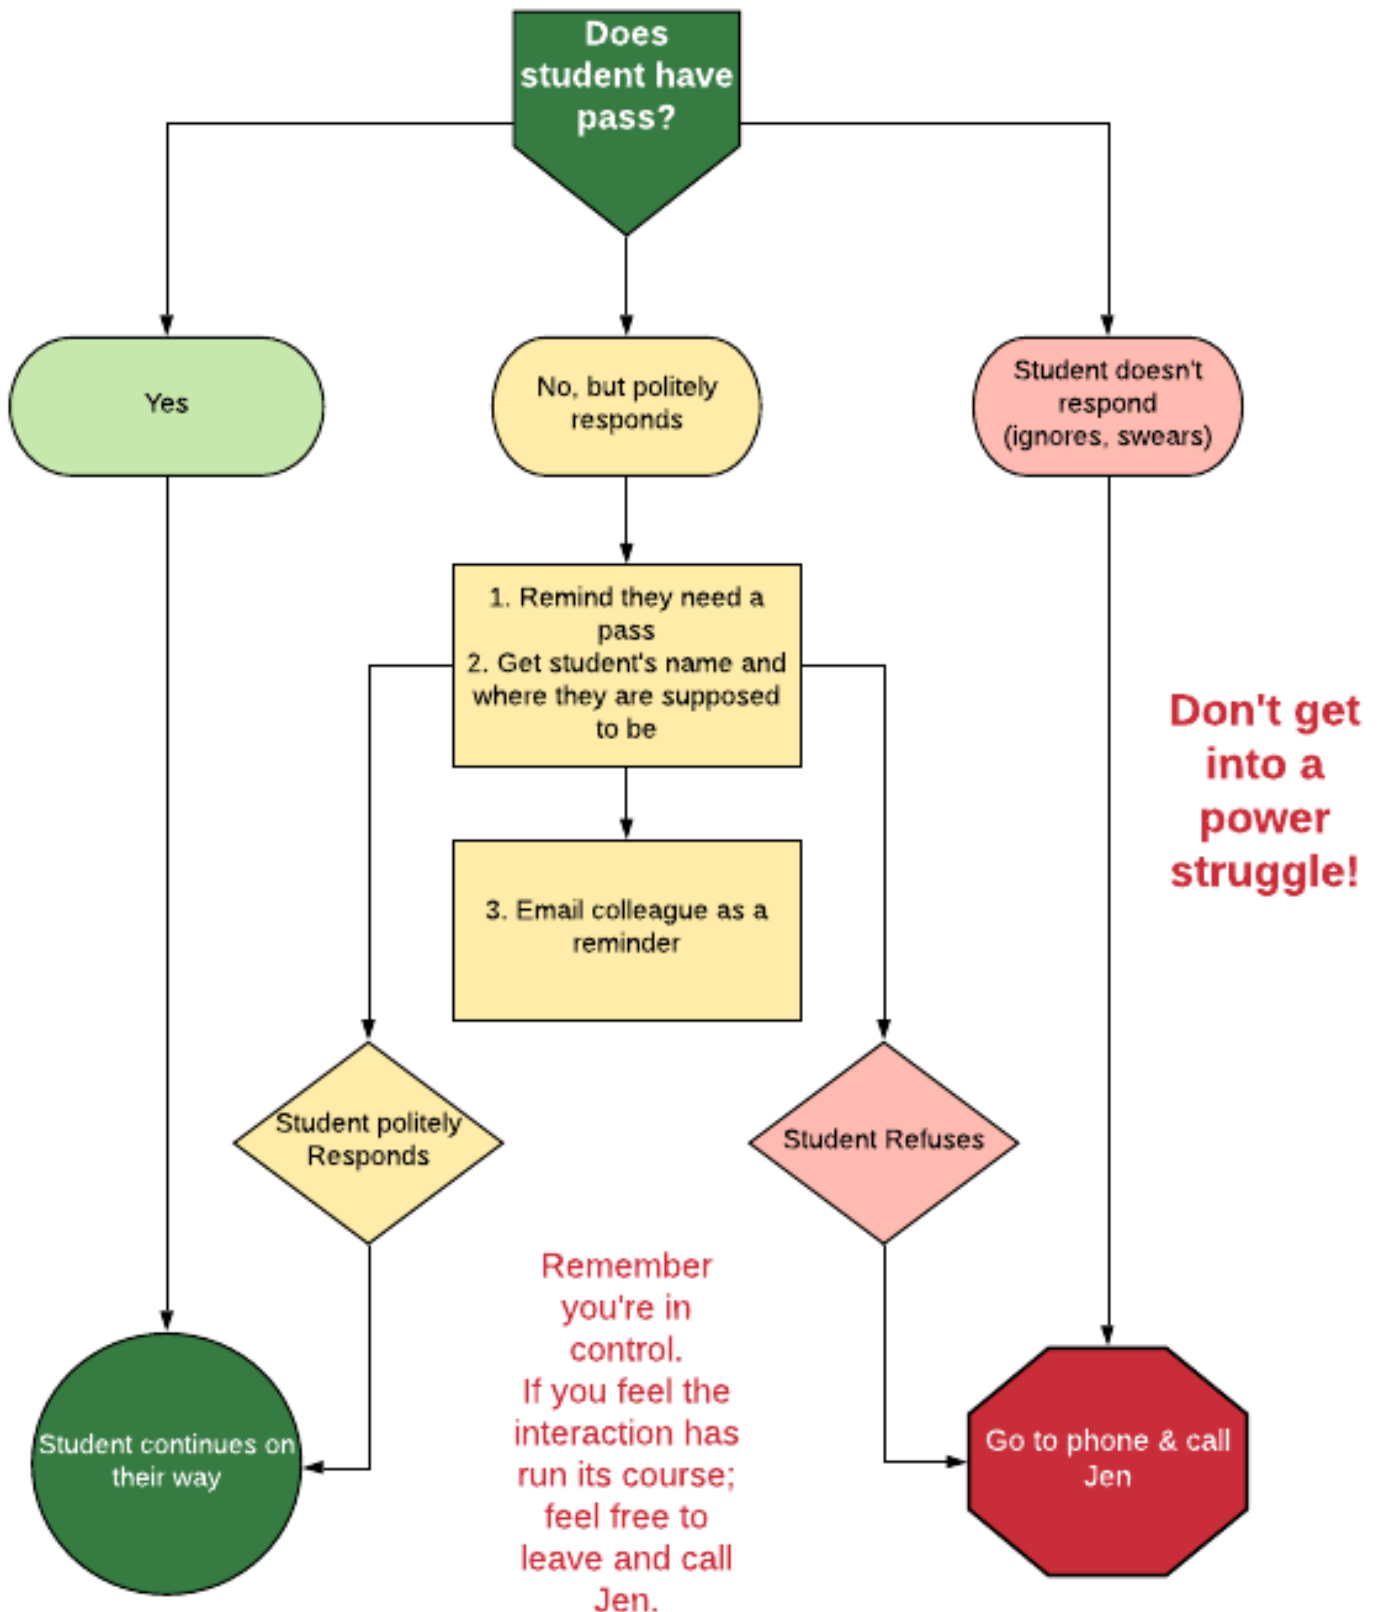 Does
student have
pass?
Yes
No, but politely
responds
Student doesn't
respond
(ignores, swears)
1. Remind they need a
pass
2. Get student's name and
where they are supposed
to be
Don't get
into a
power
struggle!
3. Email colleague as a
reminder
Student politely
Responds
Student Refuses
Remember
you're in
control.
If you feel the
interaction has
run its course;
feel free to
leave and call
Jen.
Student continues on
their way
Go to phone & call
Jen